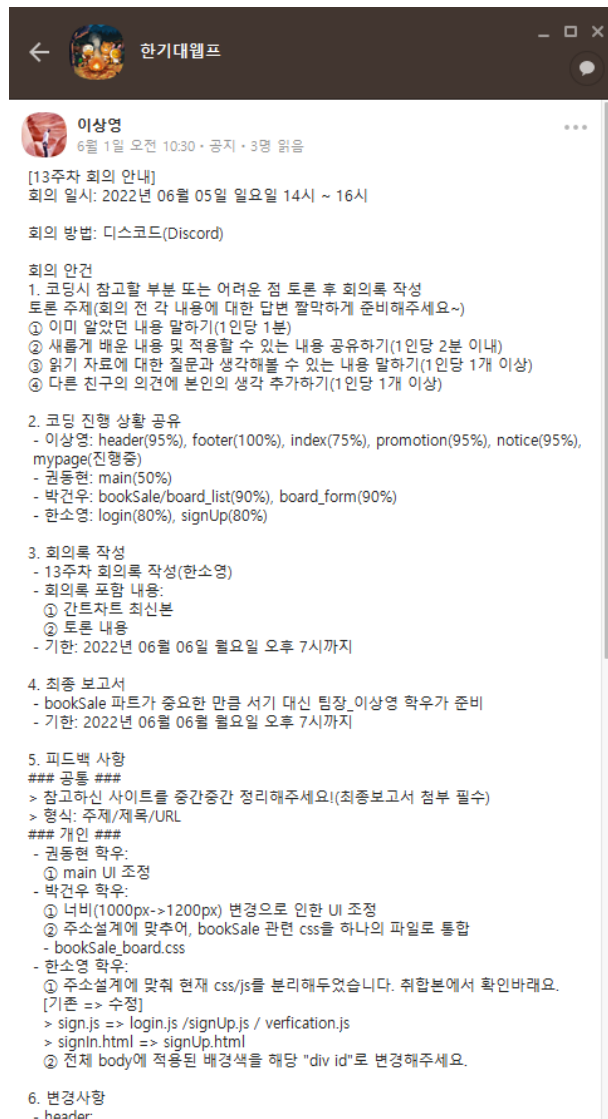 한기대웹프
이상영
6월 1일 오전 10:30 • 공지 • 3명 읽음
[13주차 회의 안내]
회의 일시: 2022년 06월 05일 일요일 14시 ~ 16시
회의 방법: 디스코드(Discord)
회의 안건
1. 코딩시 참고할 부분 또는 어려운 점 토론 후 회의록 작성
토론 주제(회의 전 각 내용에 대한 답변 짤막하게 준비해주세요~)
① 이미 알았던 내용 말하기(1인당 1분)
② 새롭게 배운 내용 및 적용할 수 있는 내용 공유하기(1인당 2분 이내)
③ 읽기 자료에 대한 질문과 생각해볼 수 있는 내용 말하기(1인당 1개 이상)
④ 다른 친구의 의견에 본인의 생각 추가하기(1인당 1개 이상)
2. 코딩 진행 상황 공유
- 이상영: header(95%), footer(100%), index(75%), promotion(95%), notice(95%),
mypage(진행중)
- 권동현: main(50%)
- 박건우: bookSale/board_list(90%), board_form(90%)
- 한소영: login(80%), signUp(80%)
3. 회의록 작성
- 13주차 회의록 작성(한소영)
- 회의록 포함 내용:
① 간트차트 최신본
② 토론 내용
- 기한: 2022년 06월 06일 월요일 오후 7시까지
4. 최종 보고서
- bookSale 파트가 중요한 만큼 서기 대신 팀장_이상영 학우가 준비
- 기한: 2022년 06월 06월 월요일 오후 7시까지
5. 피드백 사항
### 공통 ###
> 참고하신 사이트를 중간중간 정리해주세요!(최종보고서 첨부 필수)
> 형식: 주제/제목/URL
### 개인 ###
- 권동현 학우:
① main UI 조정
- 박건우 학우:
① 너비(1000px->1200px) 변경으로 인한 UI 조정
② 주소설계에 맞추어, bookSale 관련 css을 하나의 파일로 통합
- bookSale_board.css
- 한소영 학우:
① 주소설계에 맞춰 현재 css/js를 분리해두었습니다. 취합본에서 확인바래요.
[기존 => 수정]
> sign.js => login.js /signUp.js / verfication.js
> signIn.html => signUp.html
② 전체 body에 적용된 배경색을 해당 "div id"로 변경해주세요.
6. 변경사항
- header: